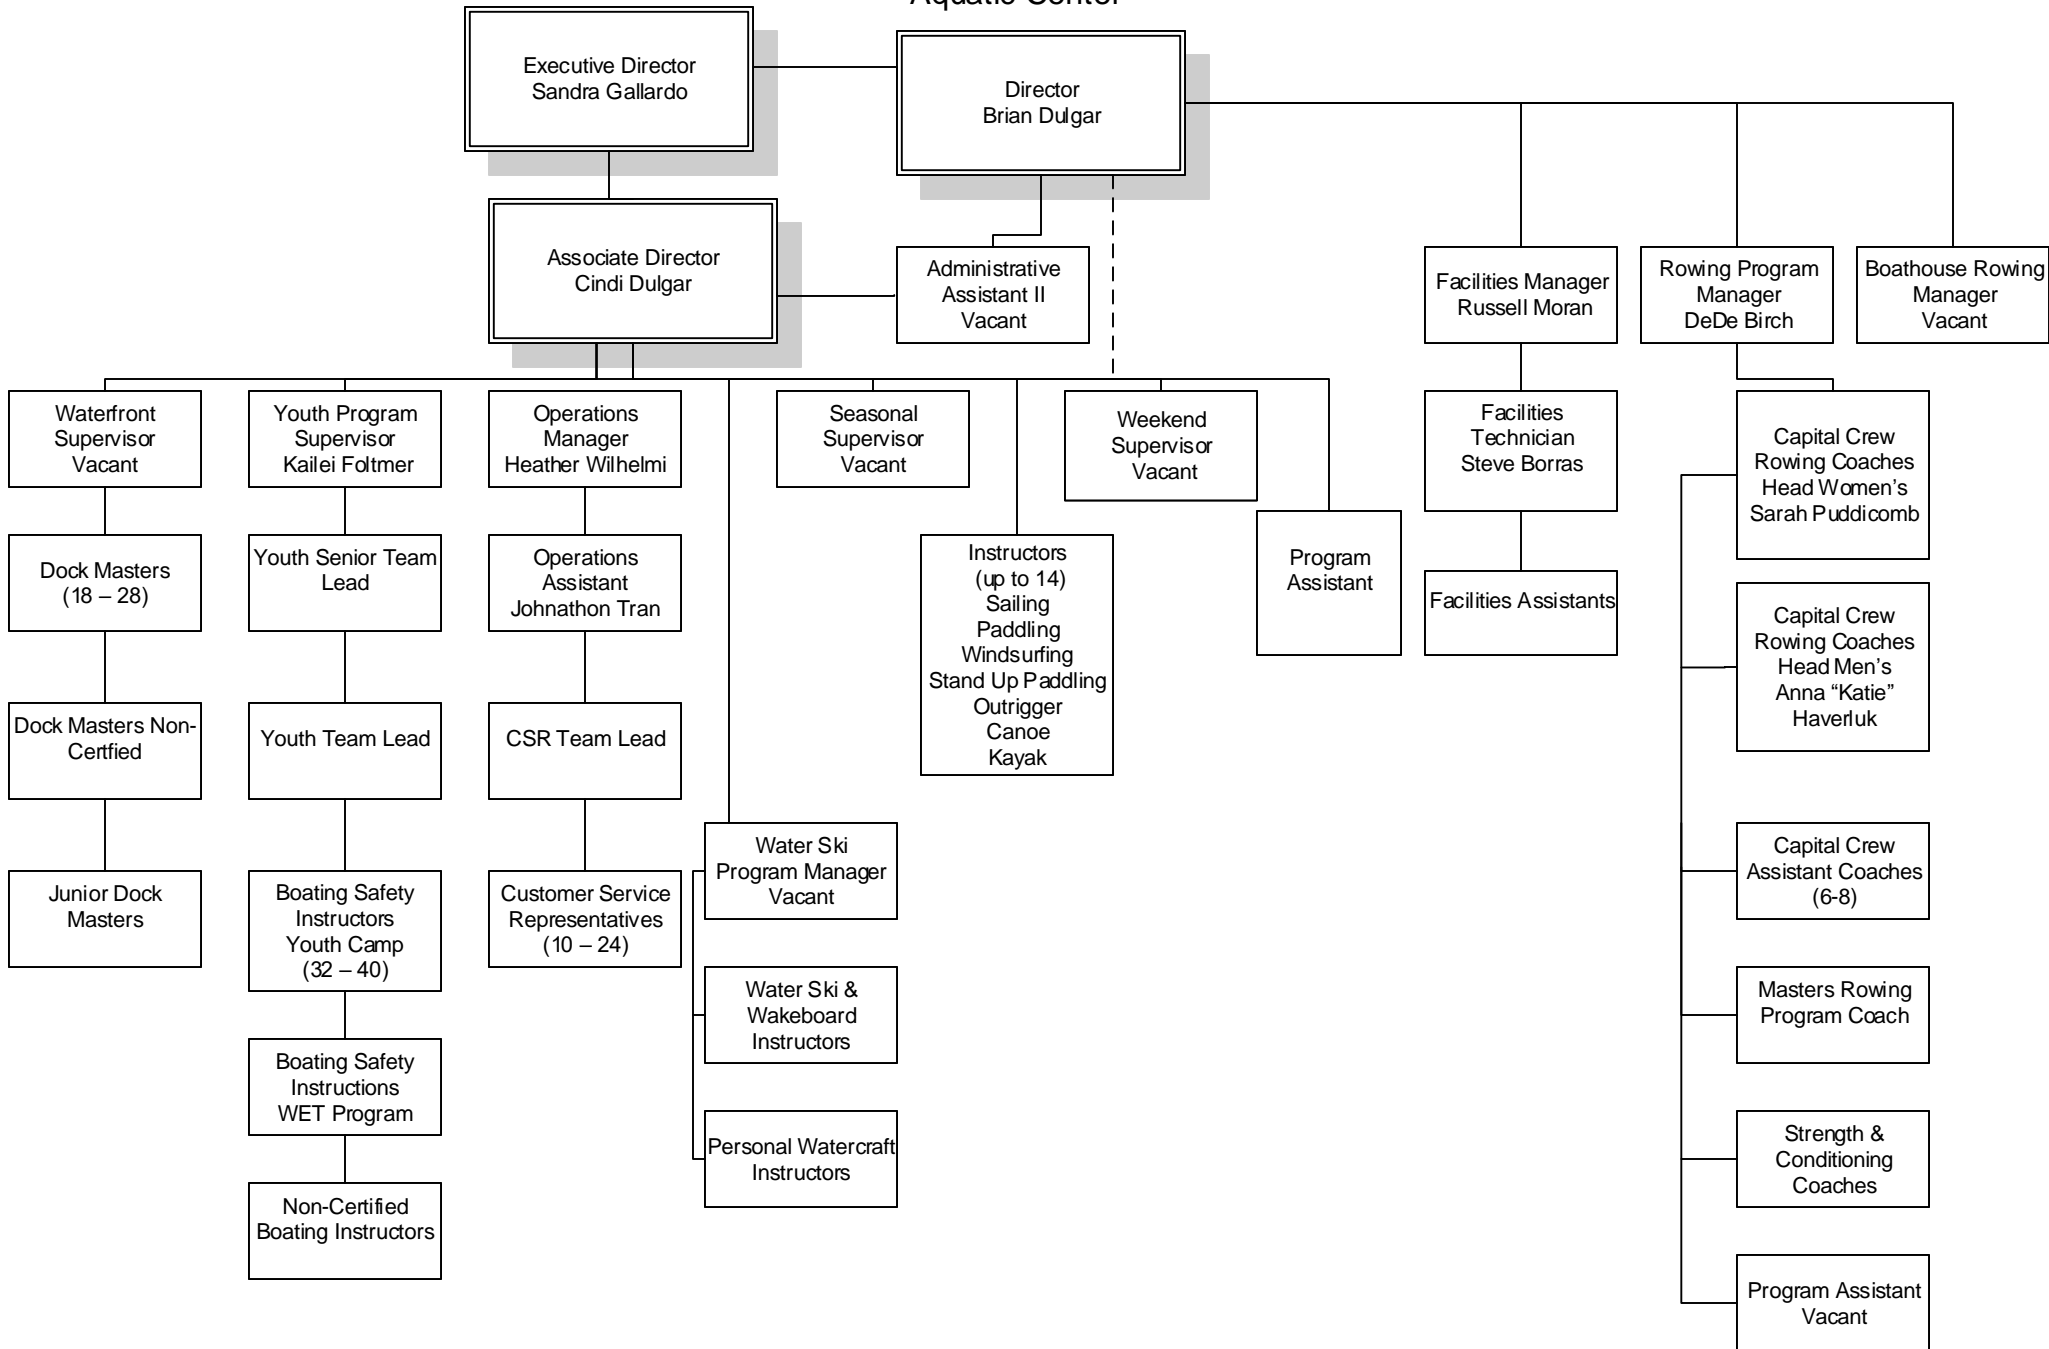 Aquatic Center
Executive Director
Sandra Gallardo
Director
Brian Dulgar
Associate Director
Cindi Dulgar
Administrative
Assistant II
Vacant
Facilities Manager
Russell Moran
Rowing Program
Manager
DeDe Birch
Boathouse Rowing
Manager
Vacant
Waterfront
Supervisor
Vacant
Youth Program
Supervisor
Kailei Foltmer
Operations
Manager
Heather Wilhelmi
Seasonal
Supervisor
Vacant
Weekend
Supervisor
Vacant
Facilities
Technician
Steve Borras
Capital Crew
Rowing Coaches
Head Women’s
Sarah Puddicomb
Dock Masters
(18 – 28)
Youth Senior Team
Lead
Operations
Assistant
Johnathon Tran
Instructors
(up to 14)
Sailing
Paddling
Windsurfing
Stand Up Paddling
Outrigger
Canoe
Kayak
Program
Assistant
Facilities Assistants
Capital Crew
Rowing Coaches
Head Men’s
Anna “Katie”
Haverluk
Dock Masters Non-
Certfied
Youth Team Lead
CSR Team Lead
Water Ski
Program Manager
Vacant
Capital Crew
Assistant Coaches
(6-8)
Junior Dock
Masters
Boating Safety
Instructors
Youth Camp
(32 – 40)
Customer Service
Representatives
(10 – 24)
Water Ski &
Wakeboard
Instructors
Masters Rowing
Program Coach
Boating Safety
Instructions
WET Program
Personal Watercraft
Instructors
Strength &
Conditioning
Coaches
Non-Certified
Boating Instructors
Program Assistant
Vacant